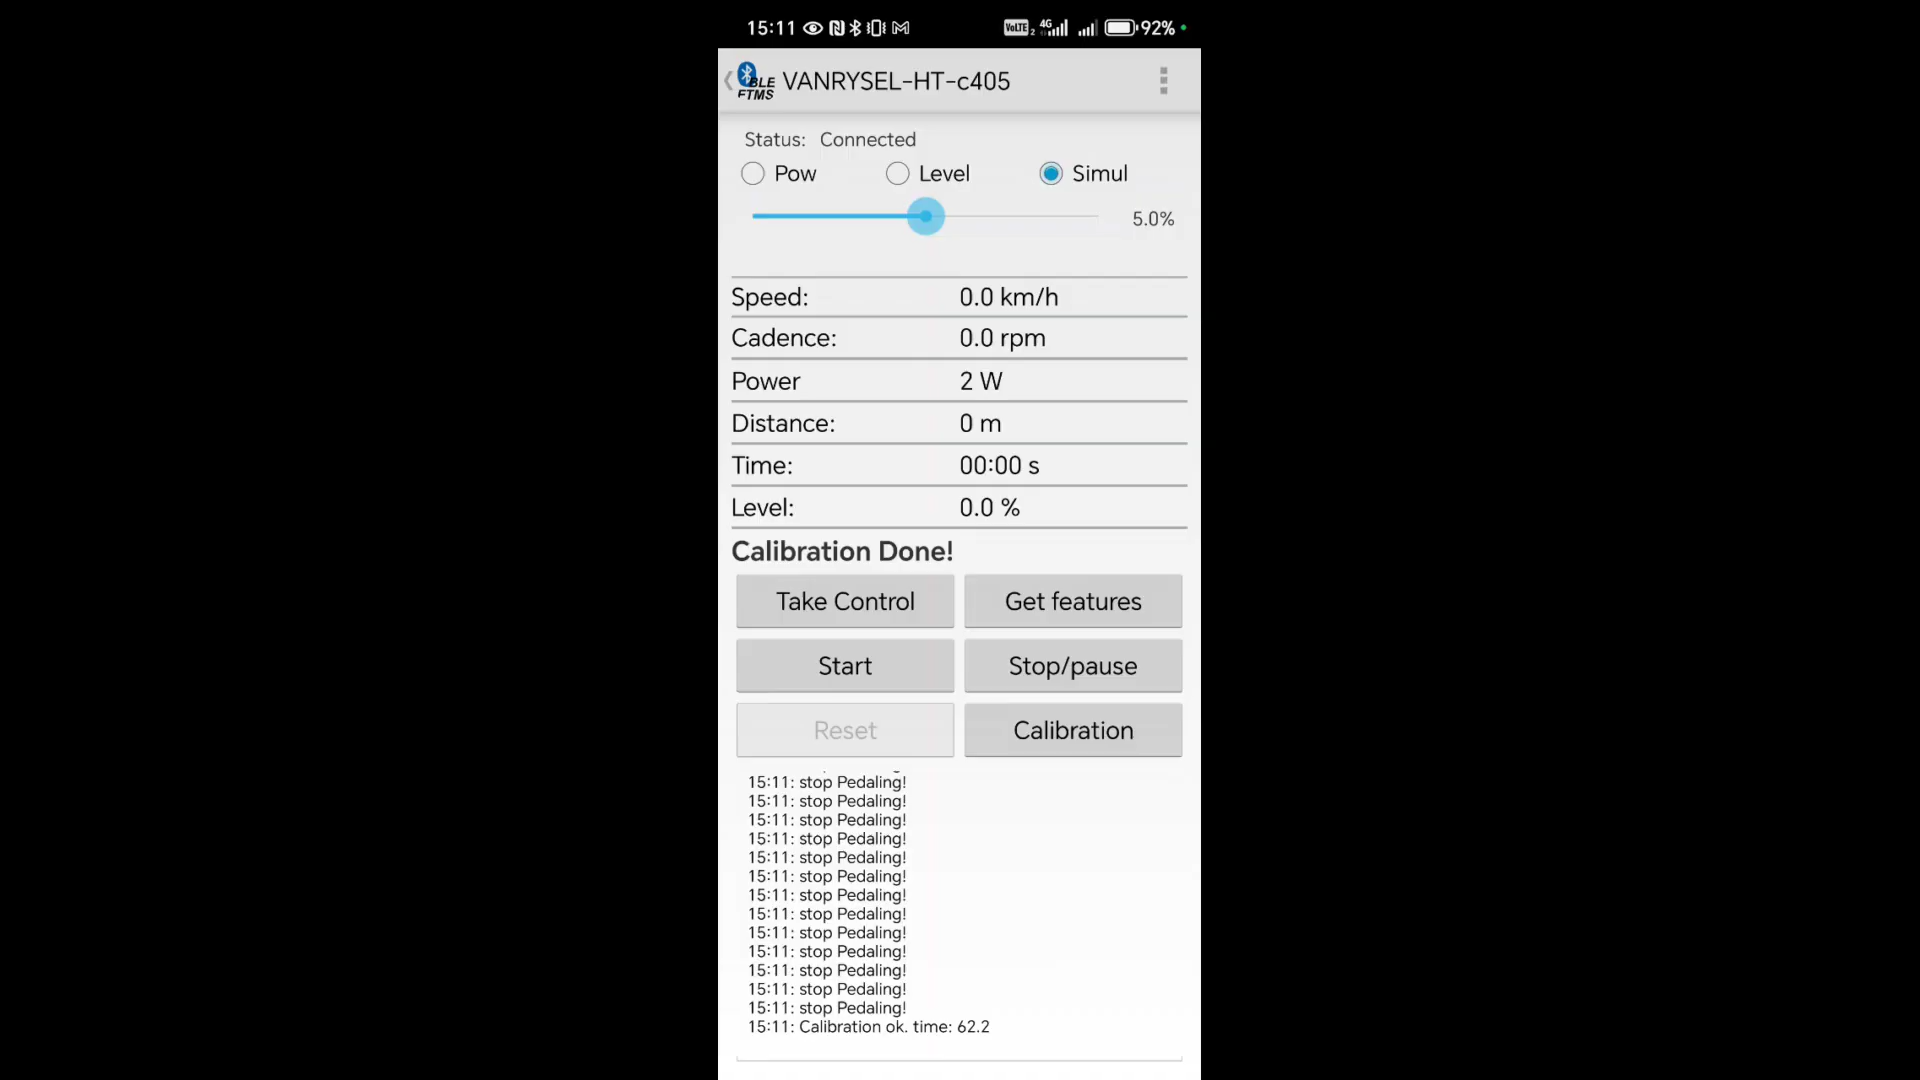 15:11 VoLTE 2 4G 92%
BLE FTMS VANRYSEL-HT-c405
Status: Connected
Pow Level Simul
5.0%
Speed: 0.0 km/h
Cadence: 0.0 rpm
Power 2 W
Distance: 0 m
Time: 00:00 s
Level: 0.0 %
Calibration Done!
Take Control Get features
Start Stop/pause
Reset Calibration
15:11: stop Pedaling!
15:11: stop Pedaling!
15:11: stop Pedaling!
15:11: stop Pedaling!
15:11: stop Pedaling!
15:11: stop Pedaling!
15:11: stop Pedaling!
15:11: stop Pedaling!
15:11: stop Pedaling!
15:11: stop Pedaling!
15:11: stop Pedaling!
15:11: stop Pedaling!
15:11: stop Pedaling!
15:11: Calibration ok. time: 62.2